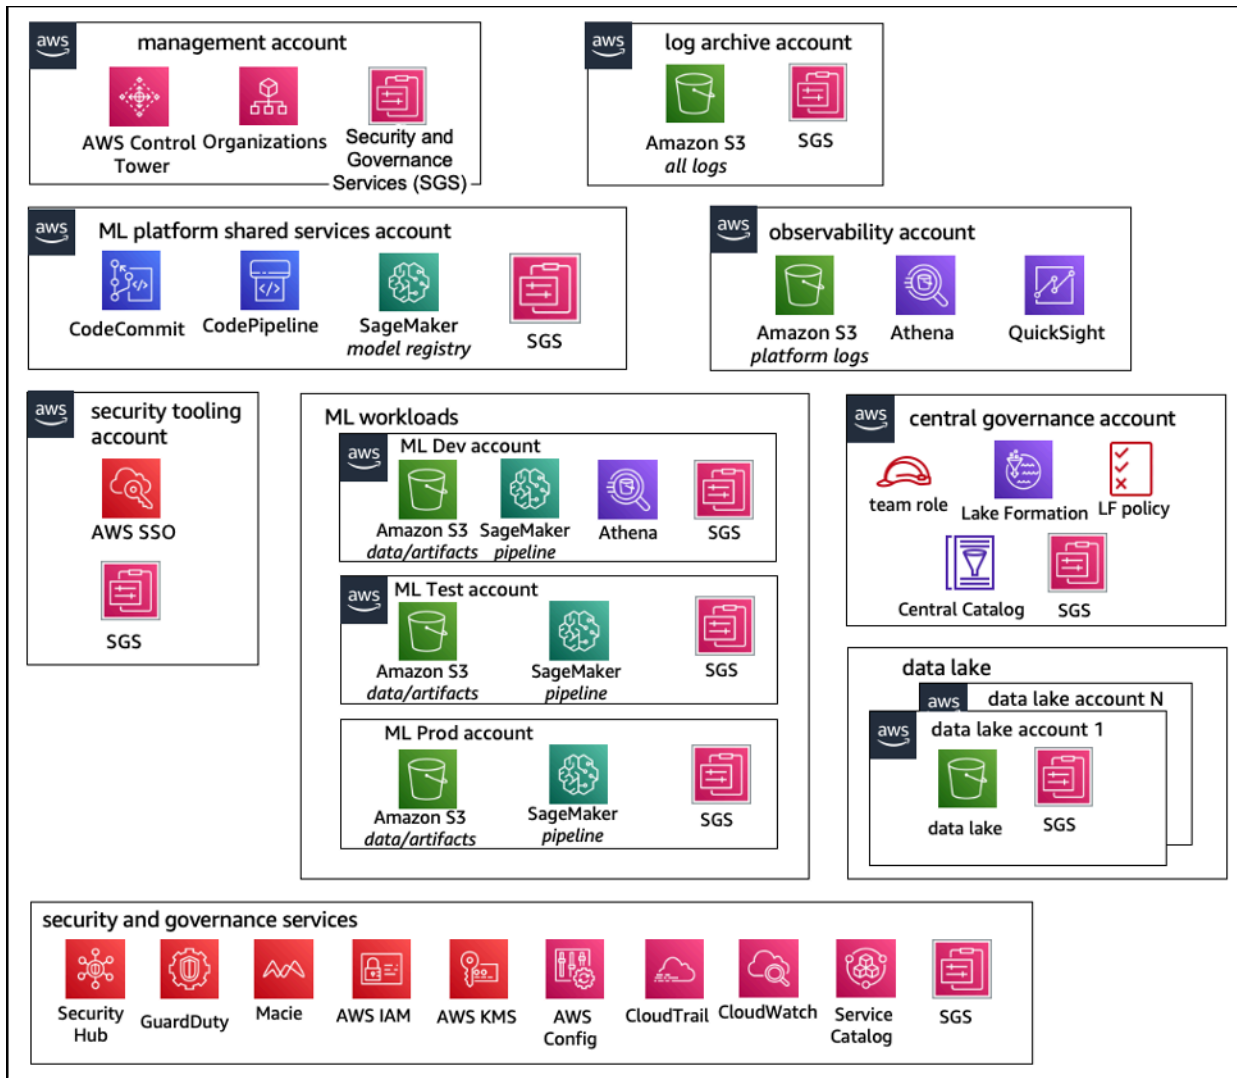 aws
management account
AWS Control
Tower
Organizations
Security and
Governance
Services (SGS)
aws
log archive account
Amazon S3
all logs
SGS
aws
ML platform shared services account
CodeCommit
CodePipeline
SageMaker
model registry
SGS
aws
observability account
Amazon S3
platform logs
Athena
QuickSight
aws
security tooling
account
AWS SSO
SGS
ML workloads
aws
ML Dev account
Amazon S3
data/artifacts
SageMaker
pipeline
Athena
SGS
aws
ML Test account
Amazon S3
data/artifacts
SageMaker
pipeline
SGS
ML Prod account
Amazon S3
data/artifacts
SageMaker
pipeline
SGS
aws
central governance account
team role
Lake Formation
LF policy
Central Catalog
SGS
data lake
aws
data lake account N
aws
data lake account 1
data lake
SGS
security and governance services
Security
Hub
GuardDuty
Macie
AWS IAM
AWS KMS
AWS
Config
CloudTrail
CloudWatch
Service
Catalog
SGS